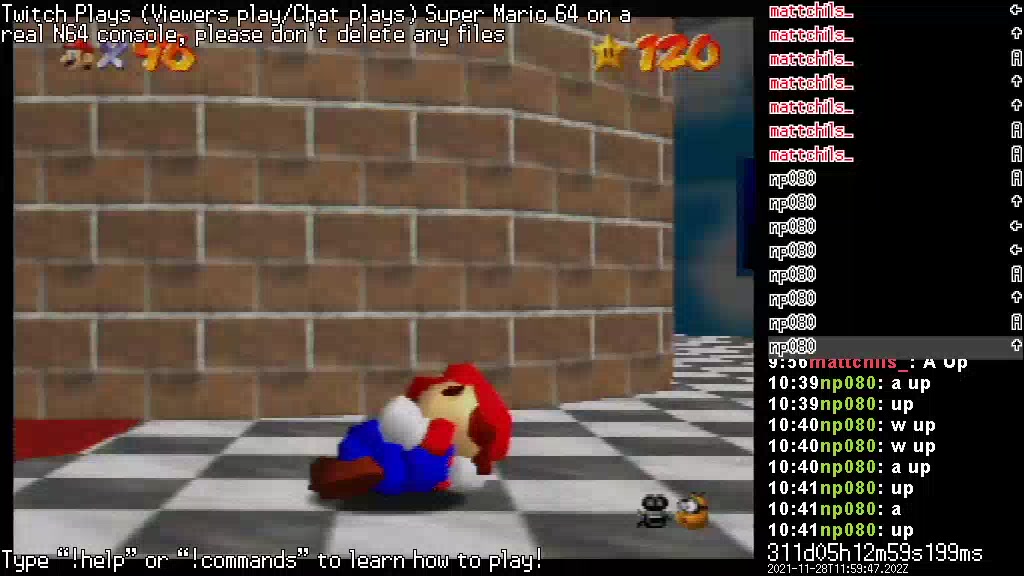 Twitch Plays (Viewers play/Chat plays) Super Mario 64 on a
real N64 console, please don't delete any files
120
mattchils_ ←
mattchils_ ↑
mattchils_ A
mattchils_ ↑
mattchils_ ↑
mattchils_ A
mattchils_ A
np080 A
np080 ↑
np080 ←
np080 ←
np080 A
np080 ↑
np080 A
np080 ↑
9:56mattchils_: A Up
10:39np080: a up
10:39np080: up
10:40np080: w up
10:40np080: w up
10:40np080: a up
10:41np080: up
10:41np080: a
10:41np080: up
Type “!help” or “!commands” to learn how to play!
311d05h12m59s199ms
2021-11-28T11:59:47.202Z